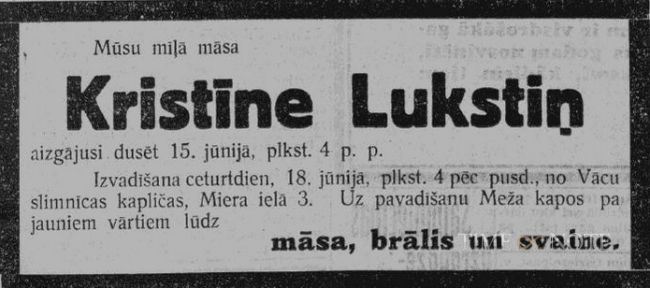 Mūsu mīļā māsa
Kristīne Lukstiņ
aizgājusi dusēt 15. jūnijā, plkst. 4 p. p.
Izvadīšana ceturtdien, 18. jūnijā, plkst. 4 pēc pusd., no Vācu
slimnīcas kapličas, Miera ielā 3. Uz pavadīšanu Meža kapos pa
jauniem vārtiem lūdz
māsa, brālis un svaine.